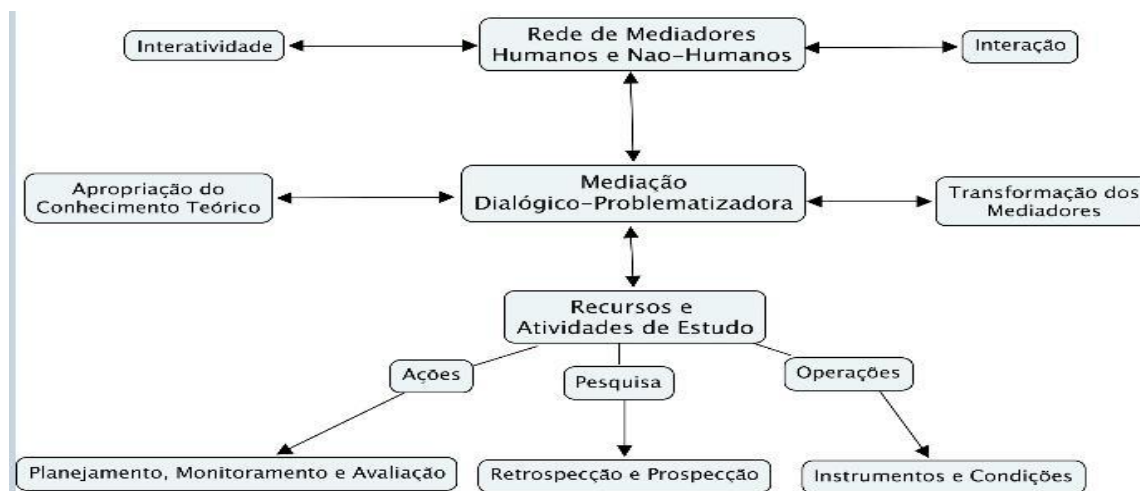 Rede de Mediadores
Humanos e Nao-Humanos
Interatividade
Interação
Apropriação do
Conhecimento Teórico
Mediação
Dialógico-Problematizadora
Transformação dos
Mediadores
Recursos e
Atividades de Estudo
Ações
Pesquisa
Operações
Planejamento, Monitoramento e Avaliação
Retrospecção e Prospecção
Instrumentos e Condições